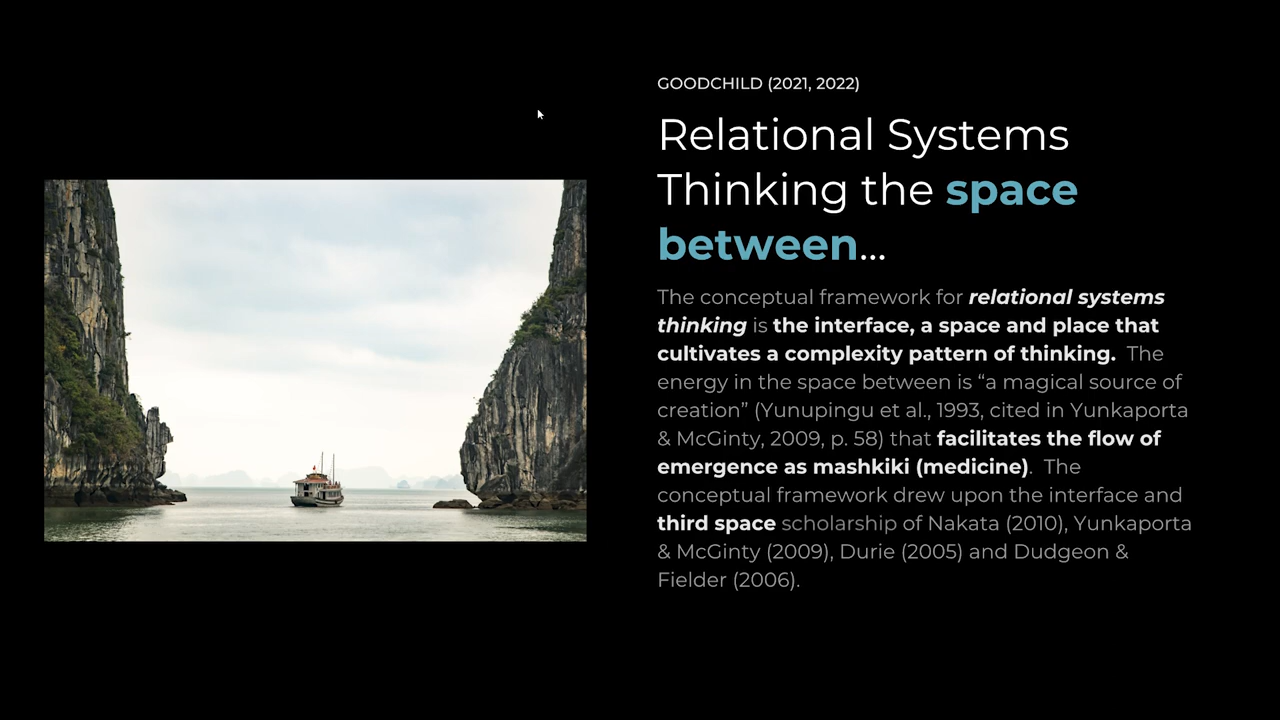 GOODCHILD (2021, 2022)
Relational Systems
Thinking the space
between...
The conceptual framework for relational systems
thinking is the interface, a space and place that
cultivates a complexity pattern of thinking. The
energy in the space between is “a magical source of
creation” (Yunupingu et al., 1993, cited in Yunkaporta
& McGinty, 2009, p. 58) that facilitates the flow of
emergence as mashkiki (medicine). The
conceptual framework drew upon the interface and
third space scholarship of Nakata (2010), Yunkaporta
& McGinty (2009), Durie (2005) and Dudgeon &
Fielder (2006).